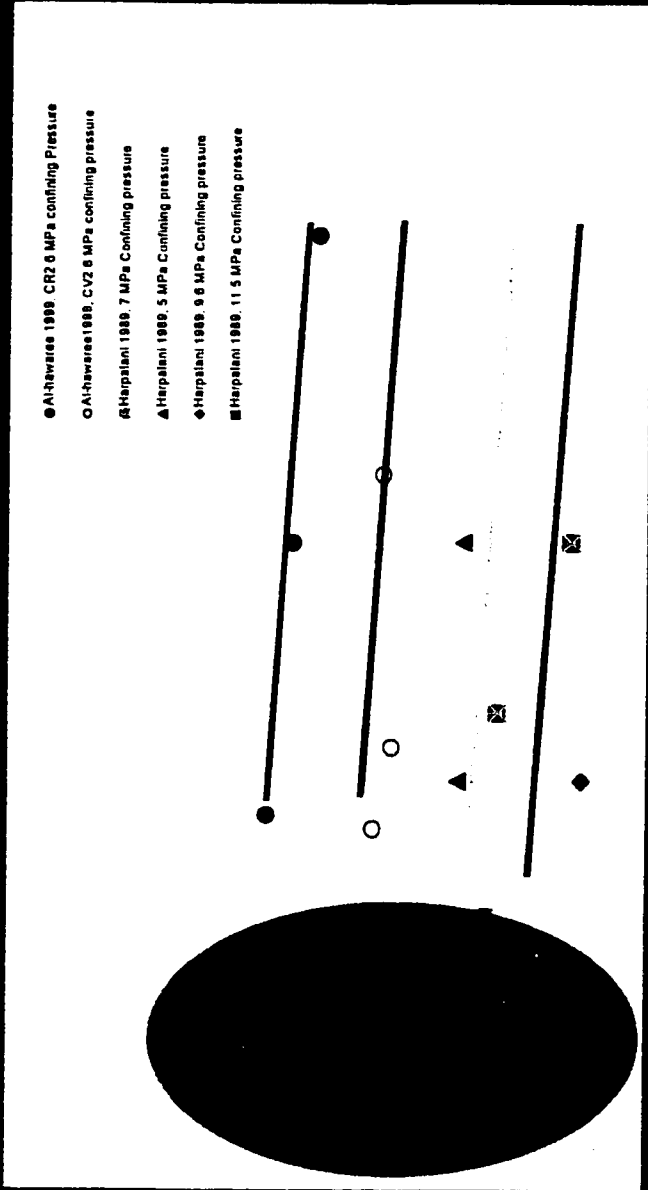 ●Al-hawaree 1999, CR2 6 MPa confining Pressure
○Al-hawaree1999, CV2 6 MPa confining pressure
Harpalani 1989, 7 MPa Confining pressure
▲Harpalani 1989, 5 MPa Confining pressure
◆Harpalani 1989, 9 6 MPa Confining pressure
■Harpalani 1989, 11 5 MPa Confining pressure